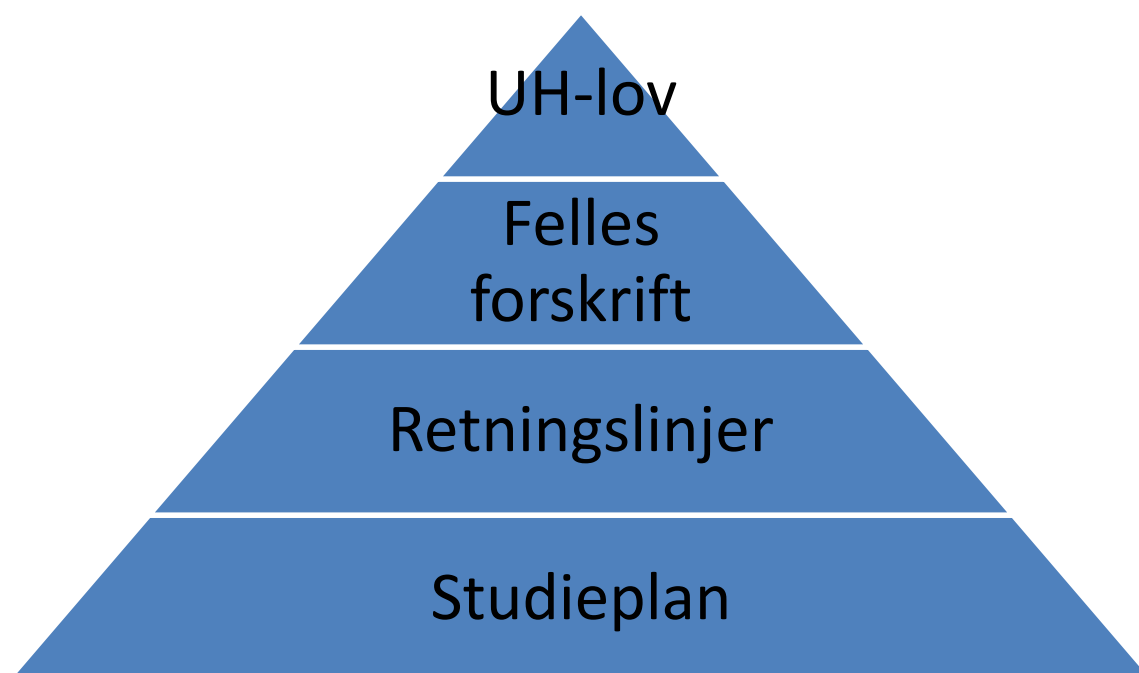 UH-lov
Felles
forskrift
Retningslinjer
Studieplan